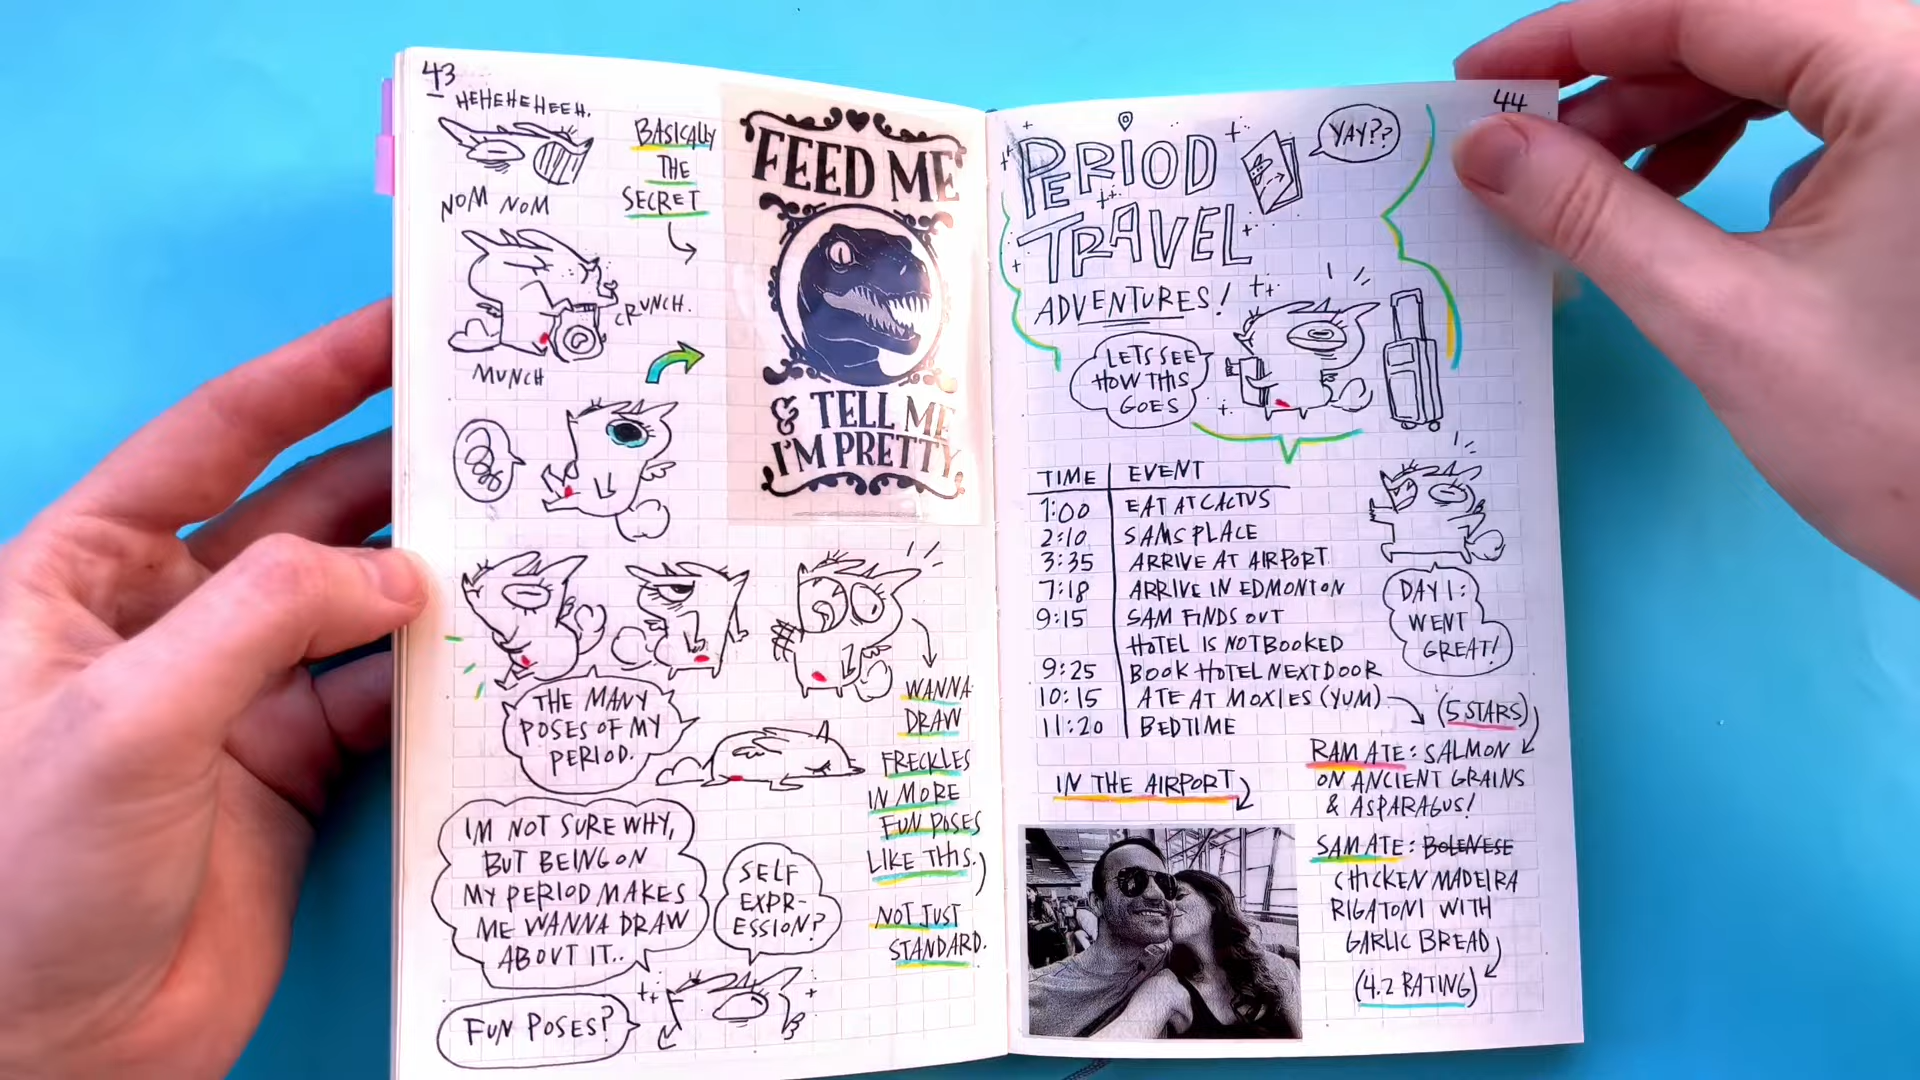 43
HEHEHEHEEH.
NOM NOM
CRUNCH.
MUNCH
BASICALLY
THE
SECRET
FEED ME
& TELL ME
I'M PRETTY
THE MANY
POSES OF MY
PERIOD.
WANNA
DRAW
FRECKLES
IN MORE
FUN POSES
LIKE THIS.
NOT JUST
STANDARD.
IM NOT SURE WHY,
BUT BEING ON
MY PERIOD MAKES
ME WANNA DRAW
ABOUT IT..
SELF
EXPR-
ESSION?
FUN POSES?
44
PERIOD
TRAVEL
ADVENTURES!
YAY??
LETS SEE
HOW THIS
GOES
TIME EVENT
1:00 EAT AT CACTUS
2:10 SAMS PLACE
3:35 ARRIVE AT AIRPORT
7:18 ARRIVE IN EDMONTON
9:15 SAM FINDS OUT
HOTEL IS NOT BOOKED
9:25 BOOK HOTEL NEXT DOOR
10:15 ATE AT MOXIES (YUM)
11:20 BEDTIME
DAY 1:
WENT
GREAT!
(5 STARS)
RAM ATE: SALMON
ON ANCIENT GRAINS
& ASPARAGUS!
SAM ATE: BOLENESE
CHICKEN MADEIRA
RIGATONI WITH
GARLIC BREAD
(4.2 RATING)
IN THE AIRPORT